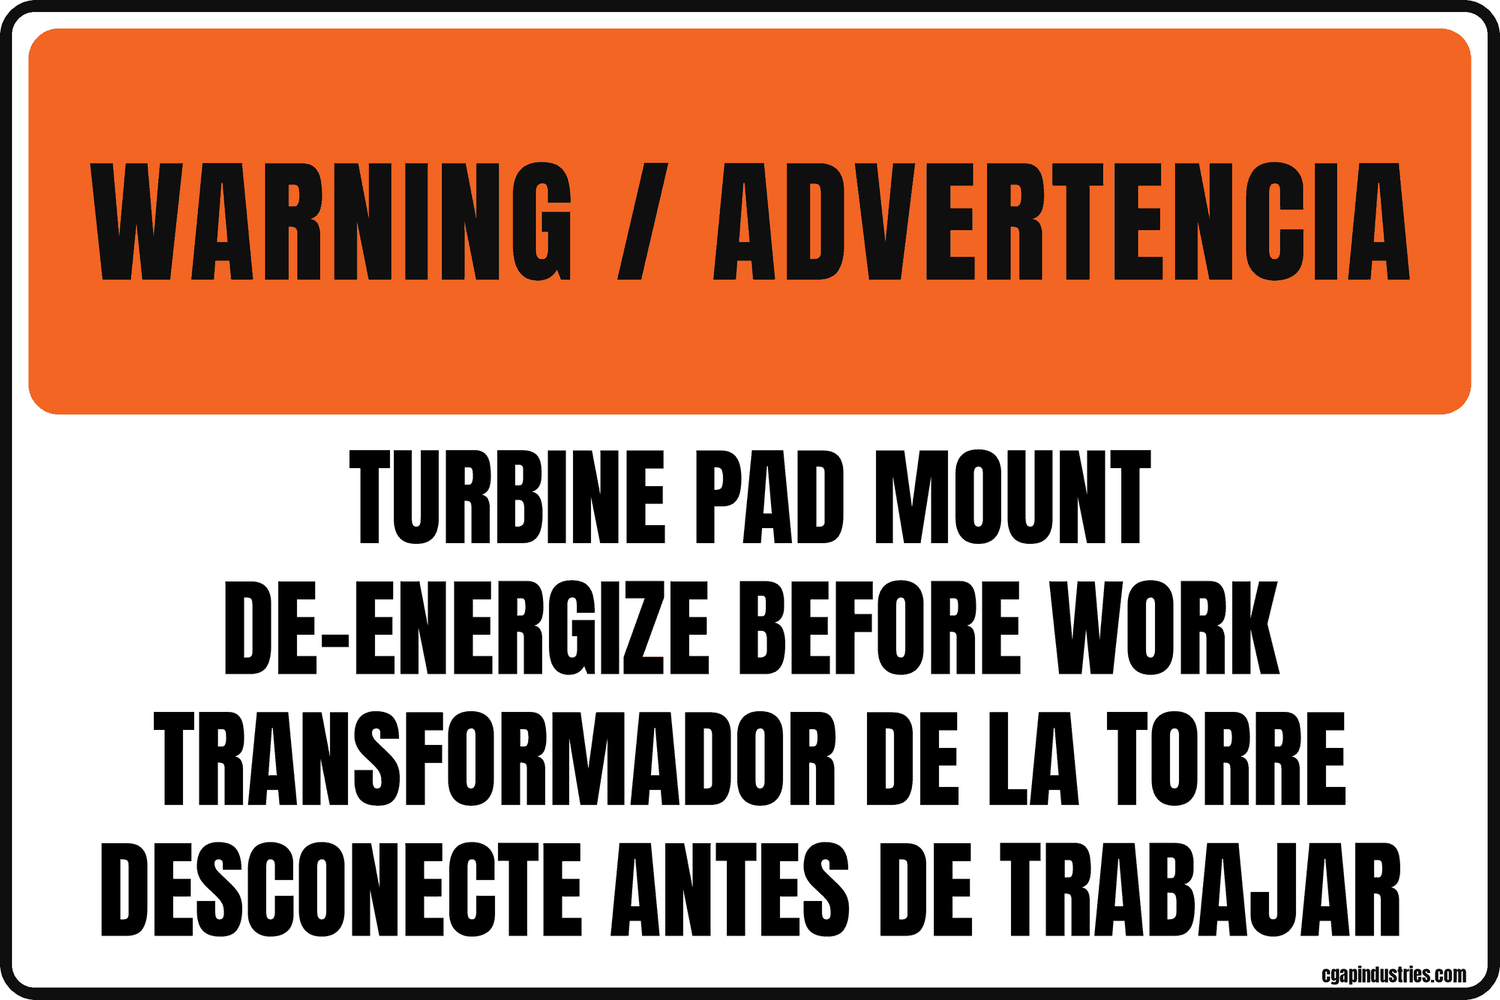 WARNING / ADVERTENCIA
TURBINE PAD MOUNT
DE-ENERGIZE BEFORE WORK
TRANSFORMADOR DE LA TORRE
DESCONECTE ANTES DE TRABAJAR
cgapindustries.com